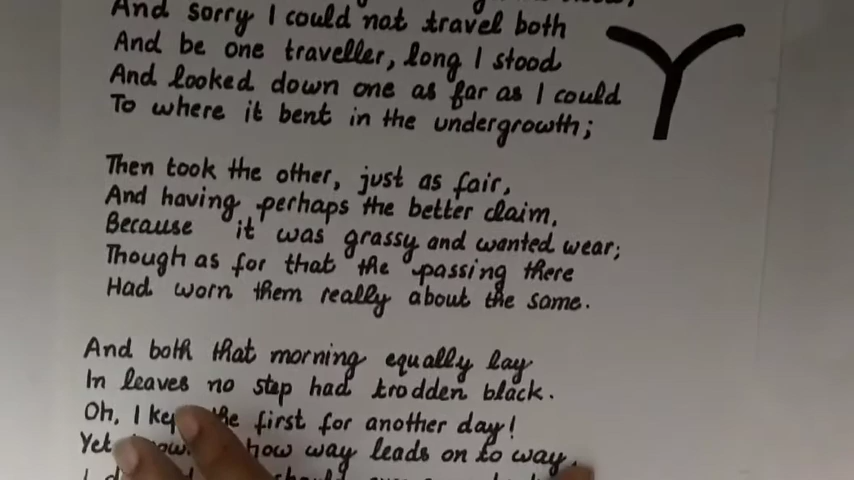 And sorry I could not travel both
And be one traveller, long I stood
And looked down one as far as I could
To where it bent in the undergrowth;
Then took the other, just as fair,
And having perhaps the better claim,
Because it was grassy and wanted wear;
Though as for that the passing there
Had worn them really about the same.
And both that morning equally lay
In leaves no step had trodden black.
Oh, I the first for another day!
Yet how way leads on to way,
I